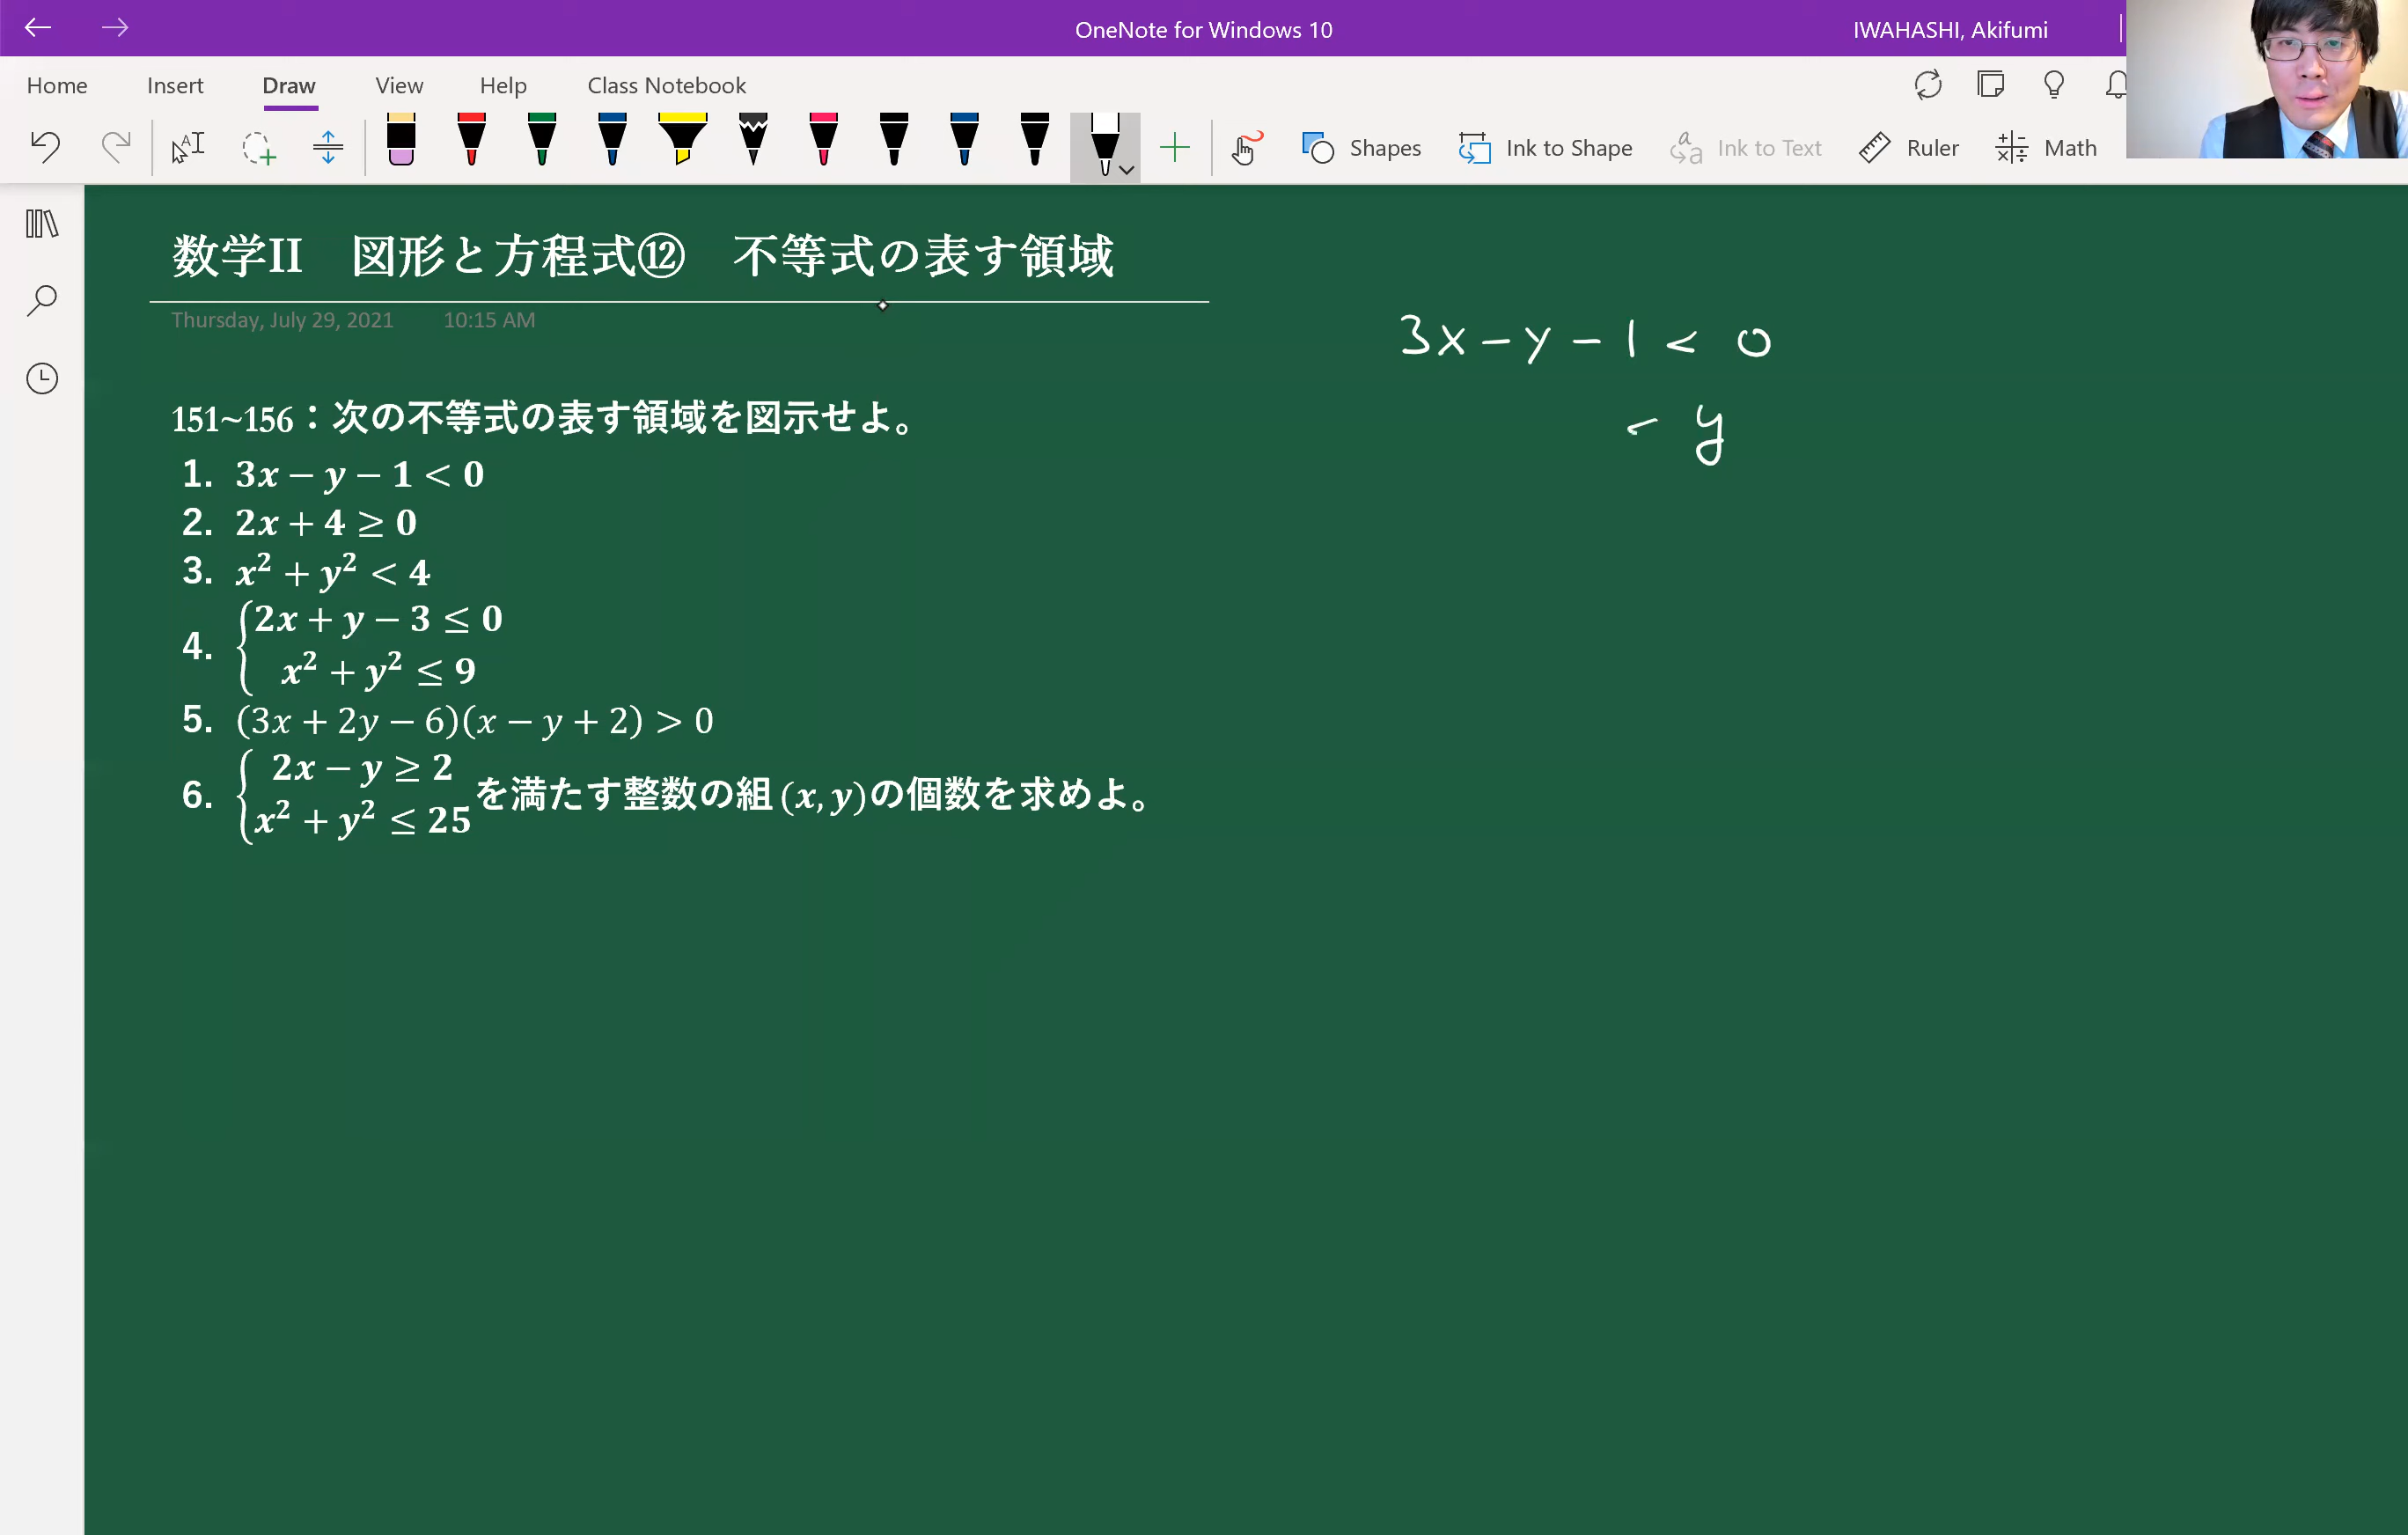 OneNote for Windows 10
IWAHASHI, Akifumi
Home Insert Draw View Help Class Notebook
Shapes Ink to Shape Ink to Text Ruler Math
数学II　図形と方程式⑫　不等式の表す領域
Thursday, July 29, 2021 10:15 AM
3x - y - 1 < 0
- y
151~156：次の不等式の表す領域を図示せよ。
1. 3x − y − 1 < 0
2. 2x + 4 ≥ 0
3. x² + y² < 4
4. { 2x + y − 3 ≤ 0
x² + y² ≤ 9
5. (3x + 2y − 6)(x − y + 2) > 0
6. { 2x − y ≥ 2
x² + y² ≤ 25 を満たす整数の組(x, y)の個数を求めよ。